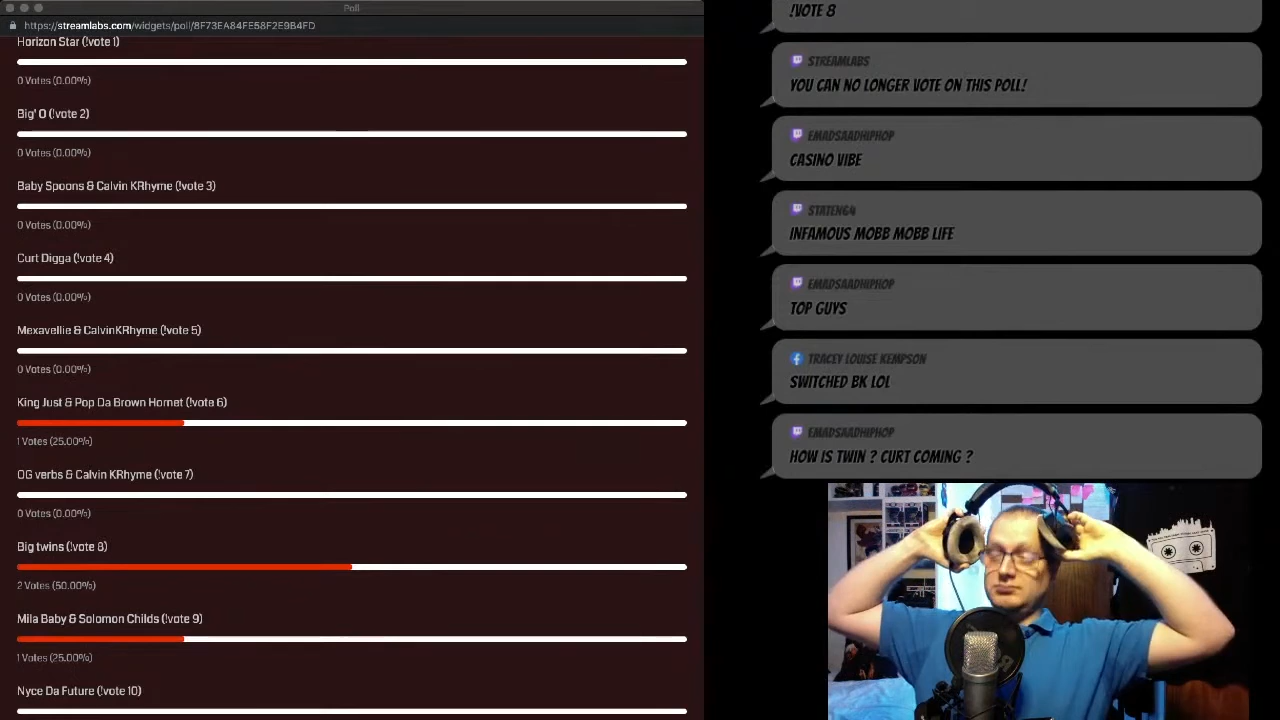 Poll
https://streamlabs.com/widgets/poll/8F73EA84FE58F2E9B4FD
Horizon Star (!vote 1)
0 Votes (0.00%)
Big' O (!vote 2)
0 Votes (0.00%)
Baby Spoons & Calvin KRhyme (!vote 3)
0 Votes (0.00%)
Curt Digga (!vote 4)
0 Votes (0.00%)
Mexavellie & CalvinKRhyme (!vote 5)
0 Votes (0.00%)
King Just & Pop Da Brown Hornet (!vote 6)
1 Votes (25.00%)
OG verbs & Calvin KRhyme (!vote 7)
0 Votes (0.00%)
Big twins (!vote 8)
2 Votes (50.00%)
Mila Baby & Solomon Childs (!vote 9)
1 Votes (25.00%)
Nyce Da Future (!vote 10)
!VOTE 8
STREAMLABS
YOU CAN NO LONGER VOTE ON THIS POLL!
EMADSAADHIPHOP
CASINO VIBE
STATEN64
INFAMOUS MOBB MOBB LIFE
EMADSAADHIPHOP
TOP GUYS
TRACEY LOUISE KEMPSON
SWITCHED BK LOL
EMADSAADHIPHOP
HOW IS TWIN ? CURT COMING ?